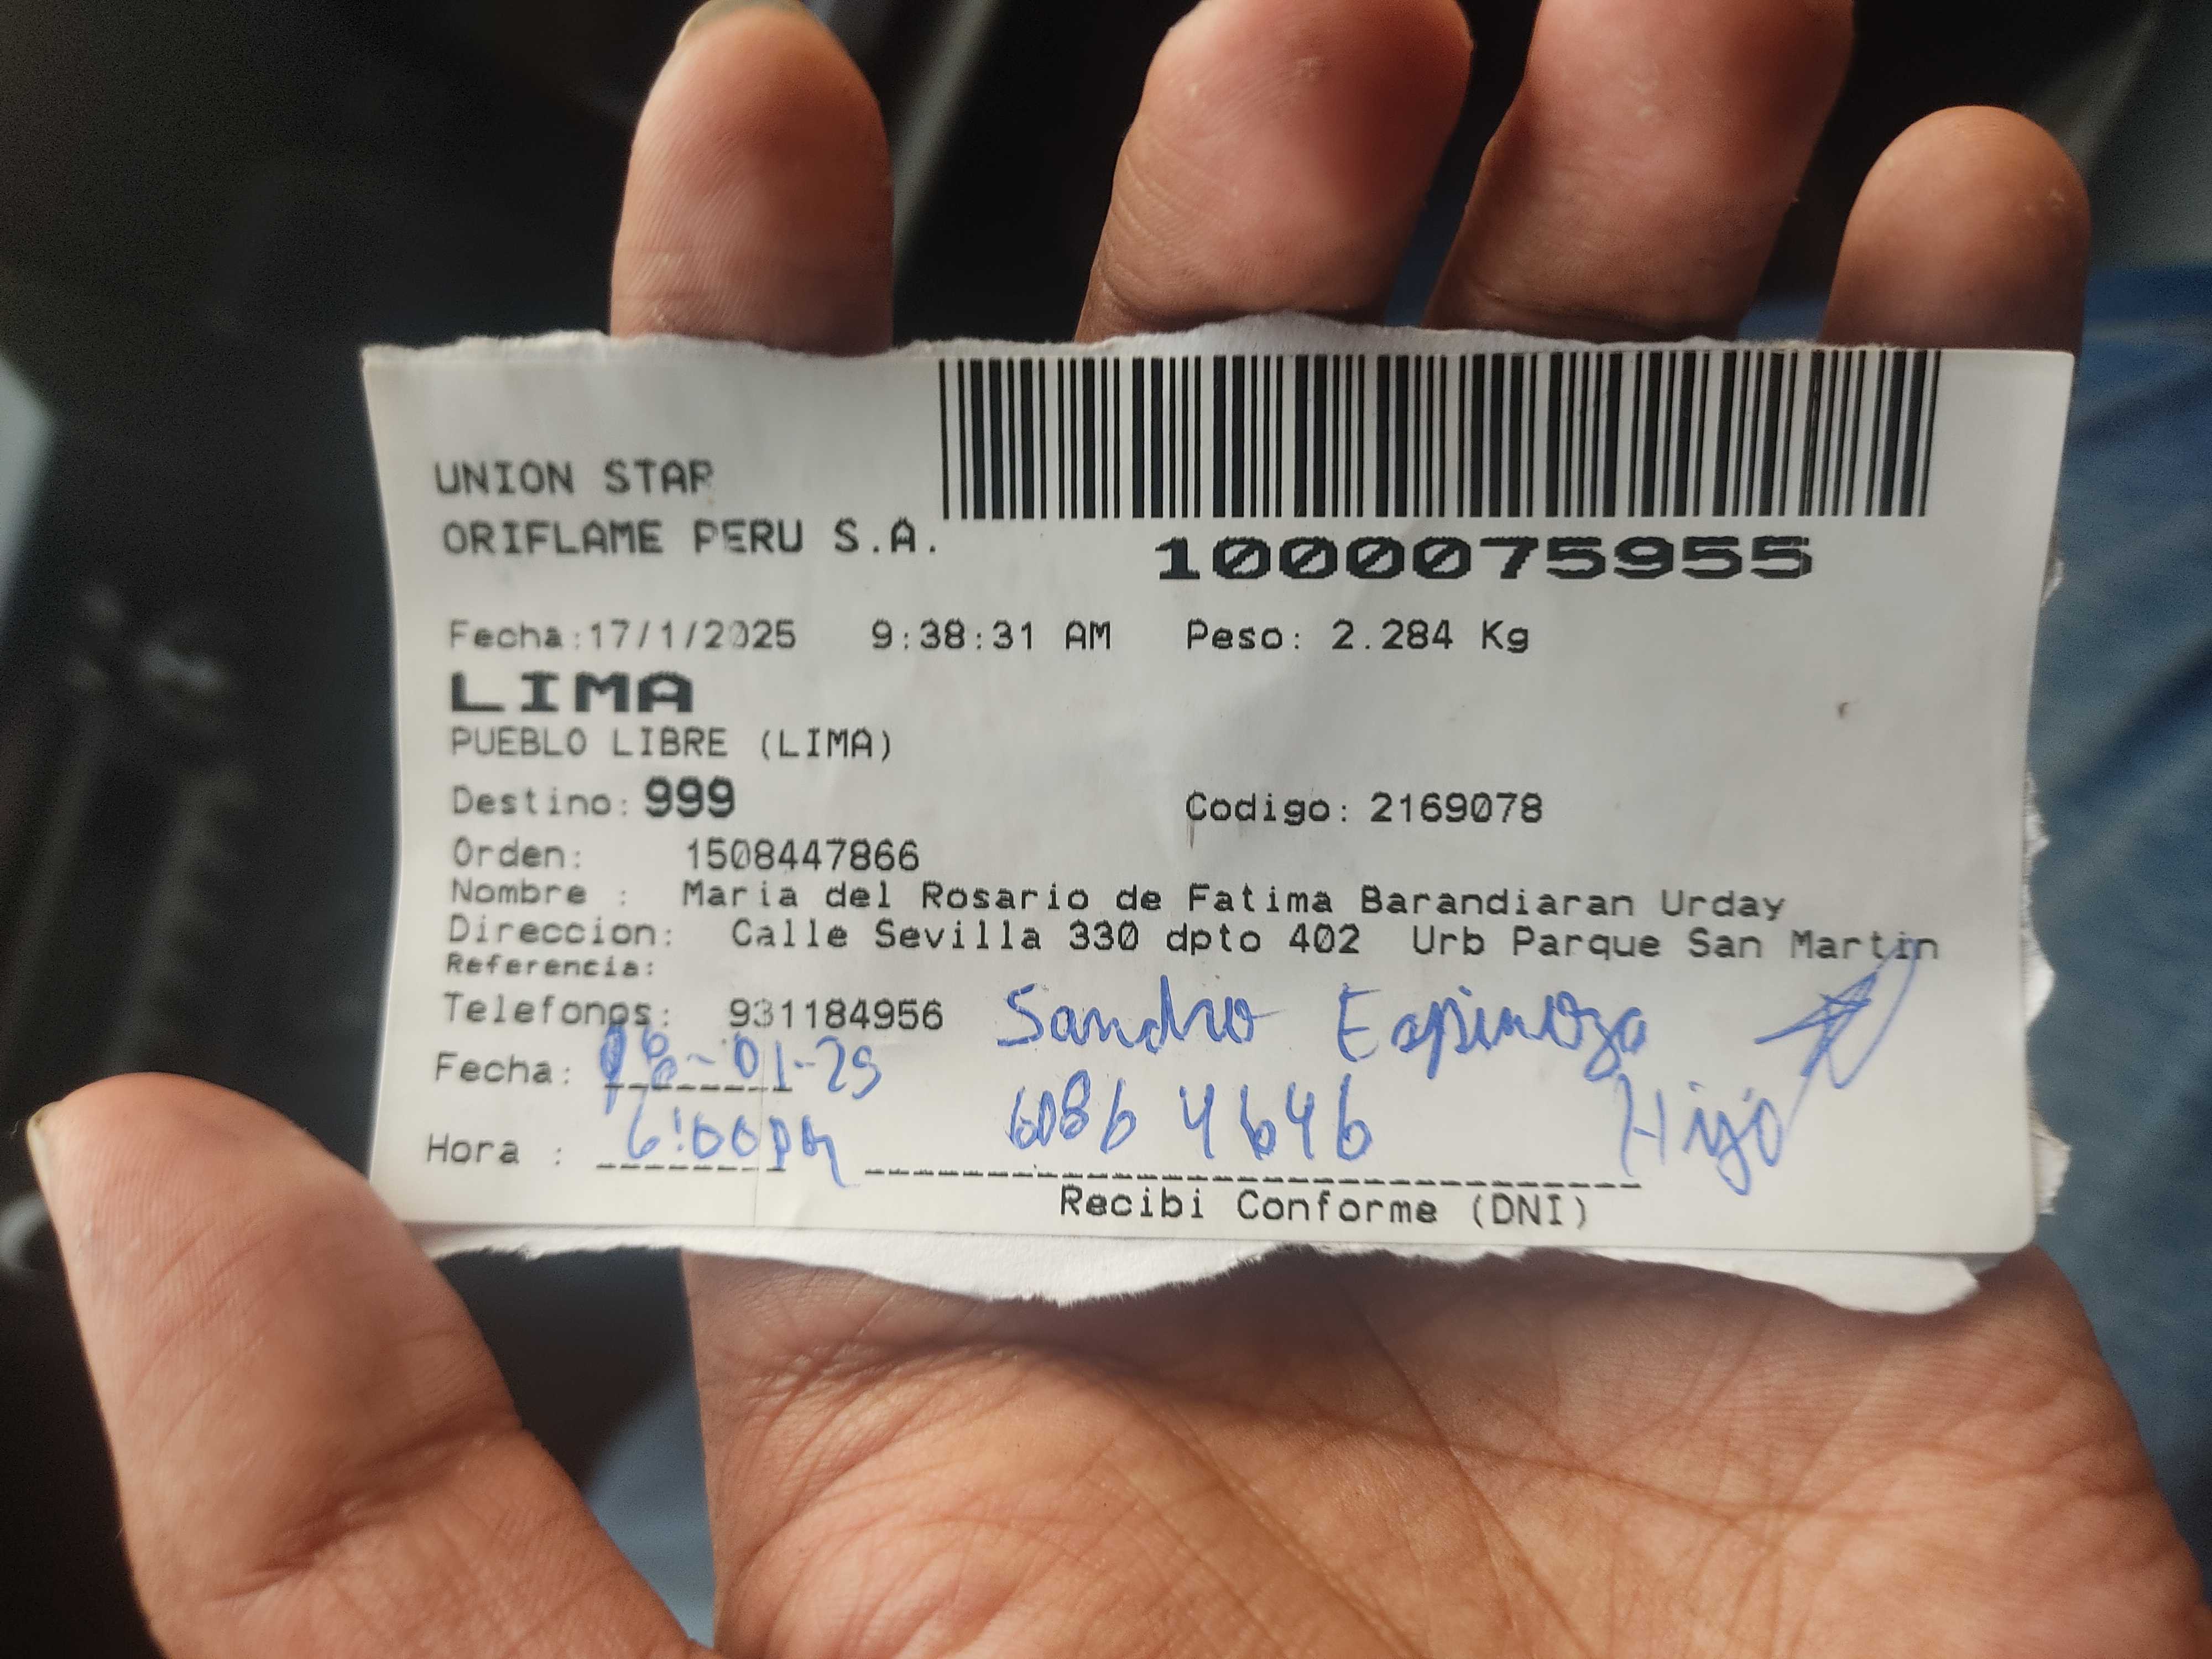 UNION STAR
ORIFLAME PERU S.A.
1000075955
Fecha:17/1/2025 9:38:31 AM Peso: 2.284 Kg
LIMA
PUEBLO LIBRE (LIMA)
Destino: 999 Codigo: 2169078
Orden: 1508447866
Nombre : Maria del Rosario de Fatima Barandiaran Urday
Direccion: Calle Sevilla 330 dpto 402 Urb Parque San Martin
Referencia:
Telefonos: 931184956 Sandro Espinoza
Fecha: -01-25
Hora : 6:00pm 60864646 Hijo
Recibi Conforme (DNI)